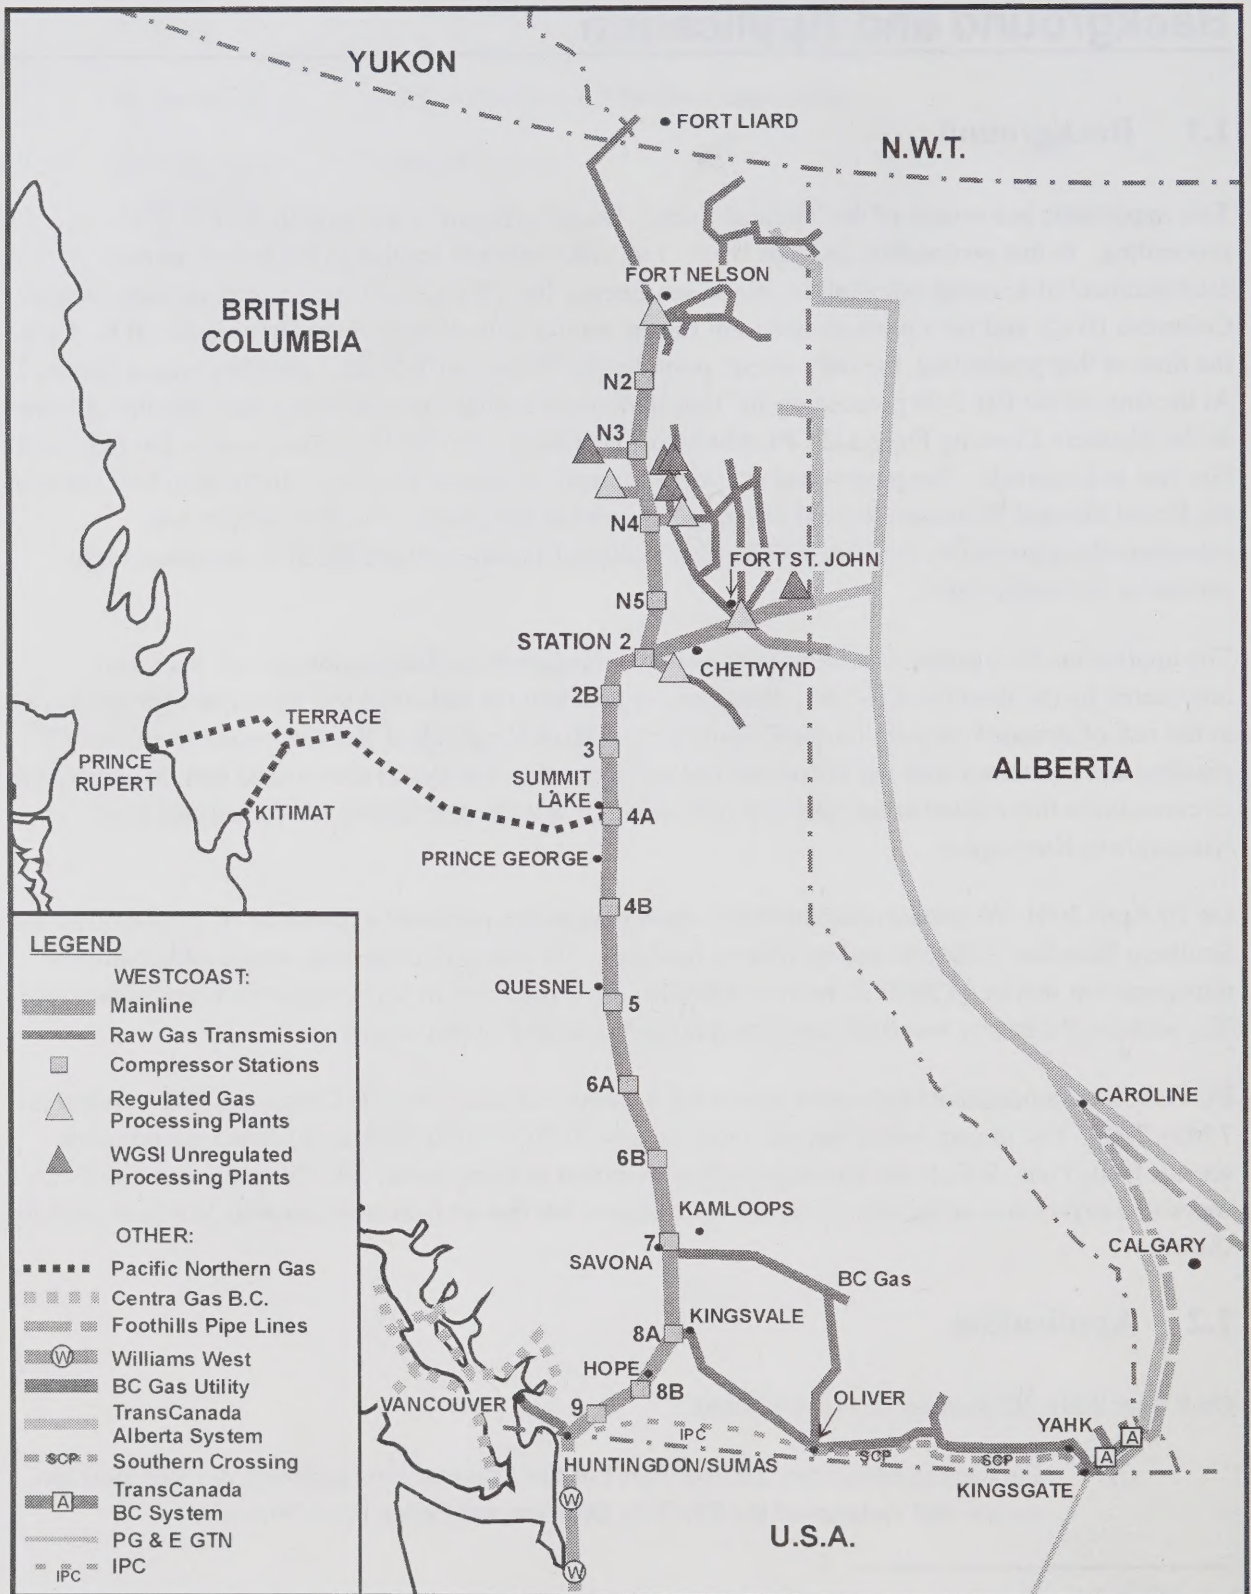 YUKON
FORT LIARD
N.W.T.
FORT NELSON
BRITISH
COLUMBIA
N2
N3
N4
FORT ST. JOHN
N5
STATION 2
CHETWYND
2B
TERRACE
3
PRINCE
RUPERT
SUMMIT
LAKE
ALBERTA
KITIMAT
4A
PRINCE GEORGE
4B
QUESNEL
5
6A
CAROLINE
6B
KAMLOOPS
7
SAVONA
CALGARY
BC Gas
KINGSVALE
8A
HOPE
8B
VANCOUVER
9
OLIVER
IPC
YAHK
A
A
SCP
SCP
HUNTINGDON/SUMAS
KINGSGATE
W
U.S.A.
W
LEGEND
WESTCOAST:
Mainline
Raw Gas Transmission
Compressor Stations
Regulated Gas
Processing Plants
WGSI Unregulated
Processing Plants
OTHER:
Pacific Northern Gas
Centra Gas B.C.
Foothills Pipe Lines
W Williams West
BC Gas Utility
TransCanada
Alberta System
SCP Southern Crossing
A TransCanada
BC System
PG & E GTN
IPC IPC